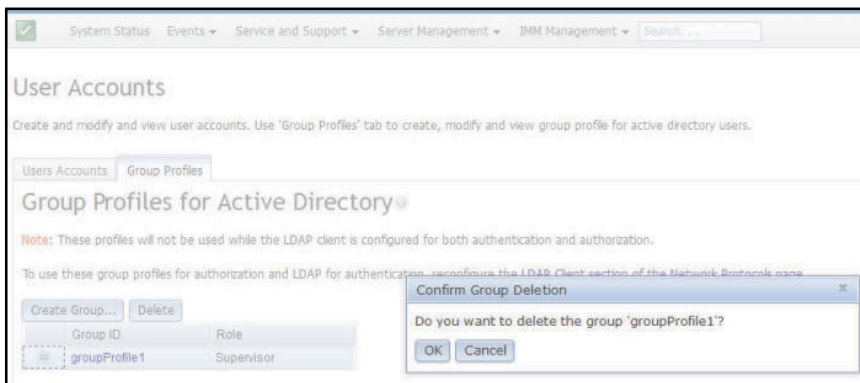 System Status Events Service and Support Server Management IMM Management Search...
User Accounts
Create and modify and view user accounts. Use 'Group Profiles' tab to create, modify and view group profile for active directory users.
Users Accounts Group Profiles
Group Profiles for Active Directory
Note: These profiles will not be used while the LDAP client is configured for both authentication and authorization.
To use these group profiles for authorization and LDAP for authentication, reconfigure the LDAP Client section of the Network Protocols page
Confirm Group Deletion
Do you want to delete the group 'groupProfile1'?
OK Cancel
Create Group... Delete
Group ID Role
groupProfile1 Supervisor